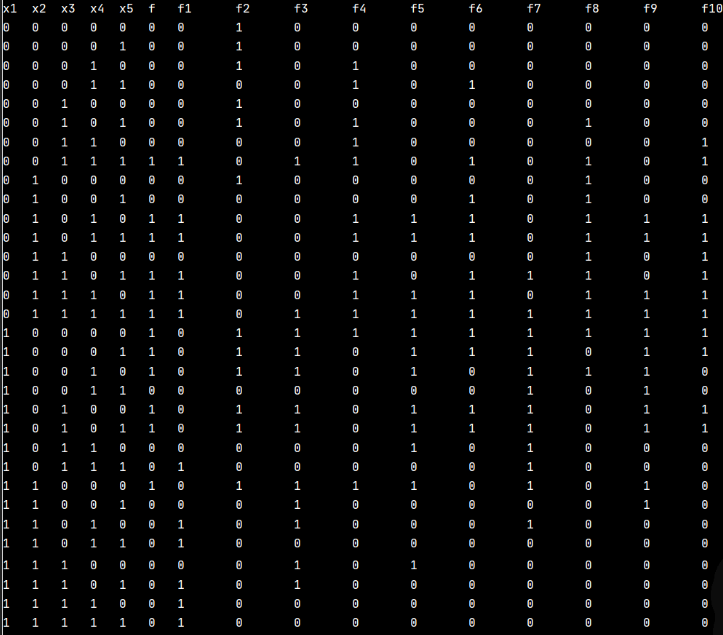 x1 x2 x3 x4 x5 f f1 f2 f3 f4 f5 f6 f7 f8 f9 f10
0 0 0 0 0 0 0 1 0 0 0 0 0 0 0 0
0 0 0 0 1 0 0 1 0 0 0 0 0 0 0 0
0 0 0 1 0 0 0 1 0 1 0 0 0 0 0 0
0 0 0 1 1 0 0 0 0 1 0 1 0 0 0 0
0 0 1 0 0 0 0 1 0 0 0 0 0 0 0 0
0 0 1 0 1 0 0 1 0 1 0 0 0 1 0 0
0 0 1 1 0 0 0 0 0 1 0 0 0 0 0 1
0 0 1 1 1 1 1 0 1 1 0 1 0 1 0 1
0 1 0 0 0 0 0 1 0 0 0 0 0 1 0 0
0 1 0 0 1 0 0 0 0 0 0 1 0 1 0 0
0 1 0 1 0 1 1 0 0 1 1 1 0 1 1 1
0 1 0 1 1 1 1 0 0 1 1 1 0 1 1 1
0 1 1 0 0 0 0 0 0 0 0 0 0 1 0 1
0 1 1 0 1 1 1 0 0 1 0 1 1 1 0 1
0 1 1 1 0 1 1 0 0 1 1 1 0 1 1 1
0 1 1 1 1 1 1 0 1 1 1 1 1 1 1 1
1 0 0 0 0 1 0 1 1 1 1 1 1 1 1 1
1 0 0 0 1 1 0 1 1 0 1 1 1 0 1 1
1 0 0 1 0 1 0 1 1 0 1 0 1 1 1 0
1 0 0 1 1 0 0 0 0 0 0 0 1 0 1 0
1 0 1 0 0 1 0 1 1 0 1 1 1 0 1 1
1 0 1 0 1 1 0 1 1 0 1 1 1 0 1 1
1 0 1 1 0 0 0 0 0 0 1 0 1 0 0 0
1 0 1 1 1 0 1 0 0 0 0 0 1 0 0 0
1 1 0 0 0 1 0 1 1 1 1 0 1 0 1 0
1 1 0 0 1 0 0 0 1 0 0 0 0 0 1 0
1 1 0 1 0 0 1 0 1 0 0 0 1 0 0 0
1 1 0 1 1 0 1 0 0 0 0 0 0 0 0 0
1 1 1 0 0 0 0 0 1 0 1 0 0 0 0 0
1 1 1 0 1 0 1 0 1 0 0 0 0 0 0 0
1 1 1 1 0 0 1 0 0 0 0 0 0 0 0 0
1 1 1 1 1 0 1 0 0 0 0 0 0 0 0 0